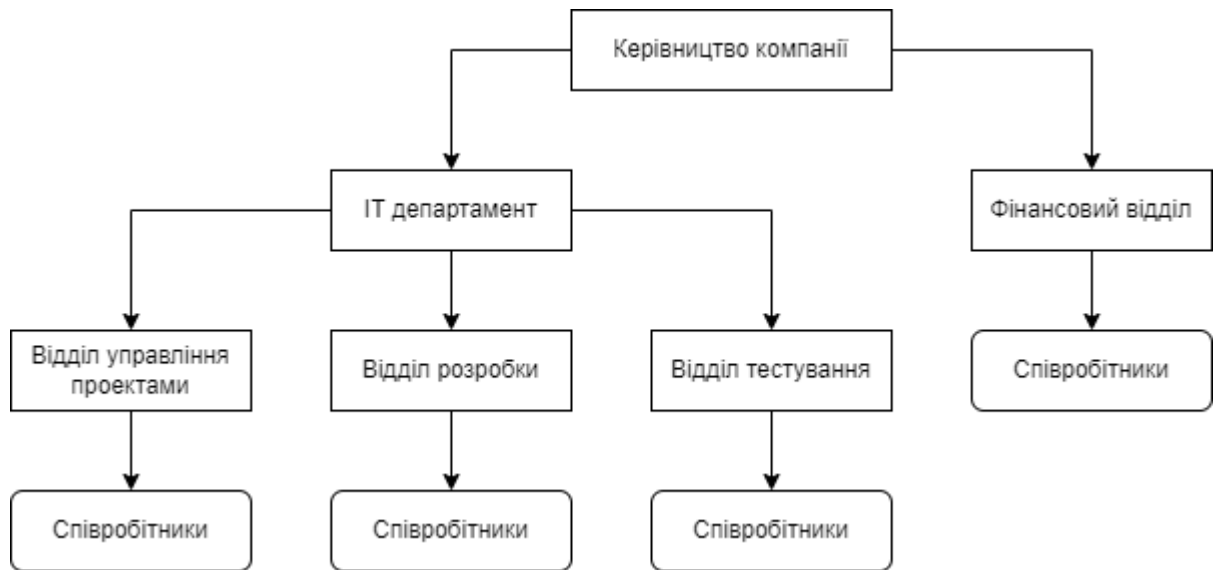 Керівництво компанії
ІТ департамент
Фінансовий відділ
Відділ управління
проектами
Відділ розробки
Відділ тестування
Співробітники
Співробітники
Співробітники
Співробітники